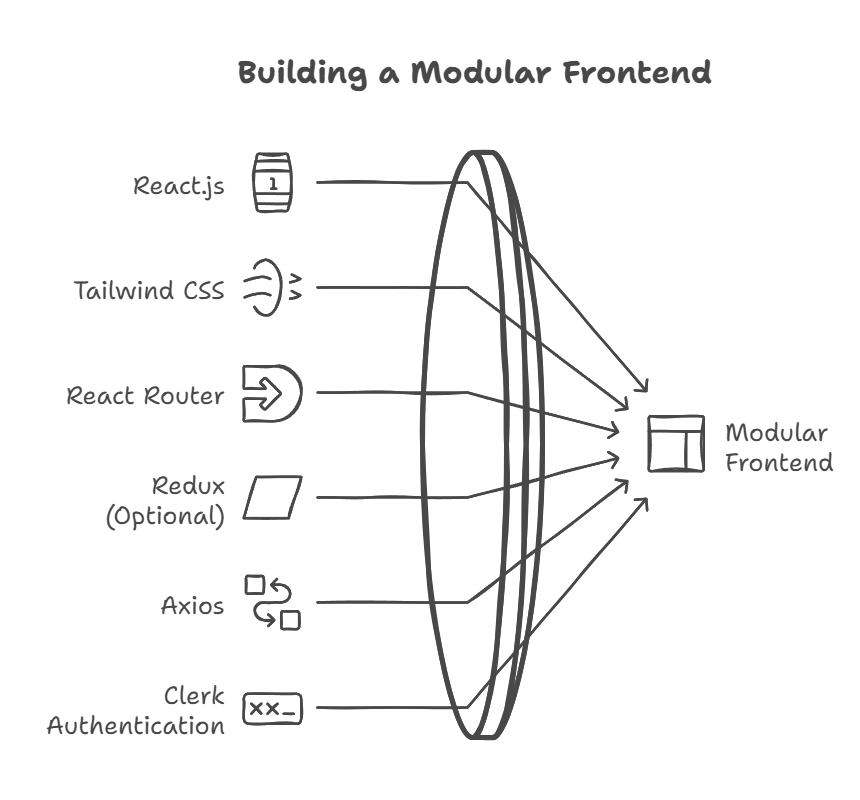 Building a Modular Frontend
React.js
1
Tailwind CSS
React Router
Redux
(Optional)
Axios
Clerk
Authentication
xx_
Modular
Frontend